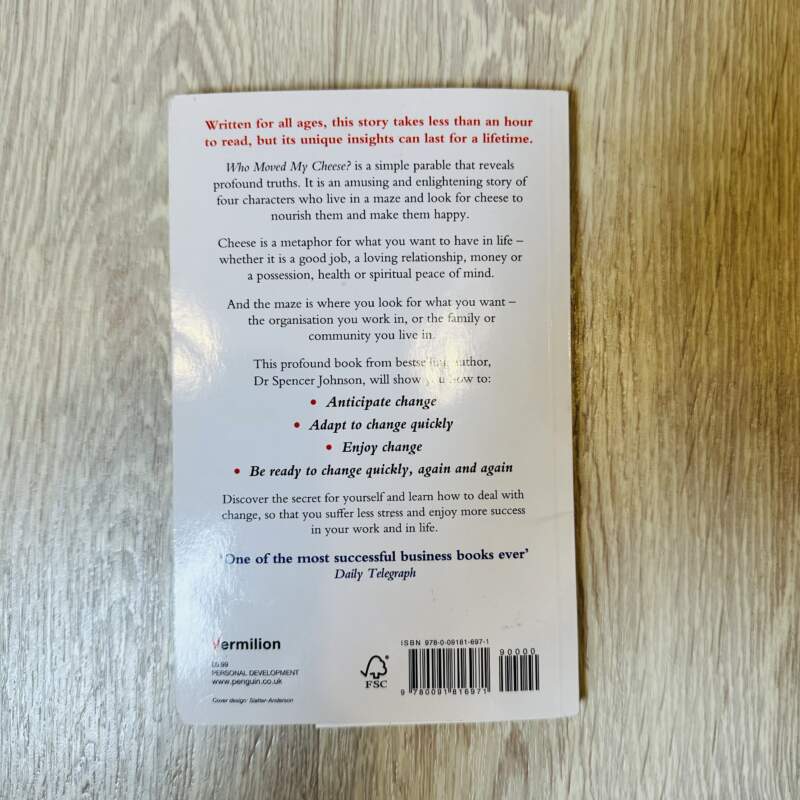 Written for all ages, this story takes less than an hour
to read, but its unique insights can last for a lifetime.
Who Moved My Cheese? is a simple parable that reveals
profound truths. It is an amusing and enlightening story of
four characters who live in a maze and look for cheese to
nourish them and make them happy.
Cheese is a metaphor for what you want to have in life –
whether it is a good job, a loving relationship, money or
a possession, health or spiritual peace of mind.
And the maze is where you look for what you want –
the organisation you work in, or the family or
community you live in.
This profound book from bestselling author,
Dr Spencer Johnson, will show you how to:
• Anticipate change
• Adapt to change quickly
• Enjoy change
• Be ready to change quickly, again and again
Discover the secret for yourself and learn how to deal with
change, so that you suffer less stress and enjoy more success
in your work and in life.
'One of the most successful business books ever'
Daily Telegraph
Vermilion
£6.99
PERSONAL DEVELOPMENT
www.penguin.co.uk
Cover design: Slatter-Anderson
FSC
ISBN 978-0-09181-697-1
90000
9 780091 816971